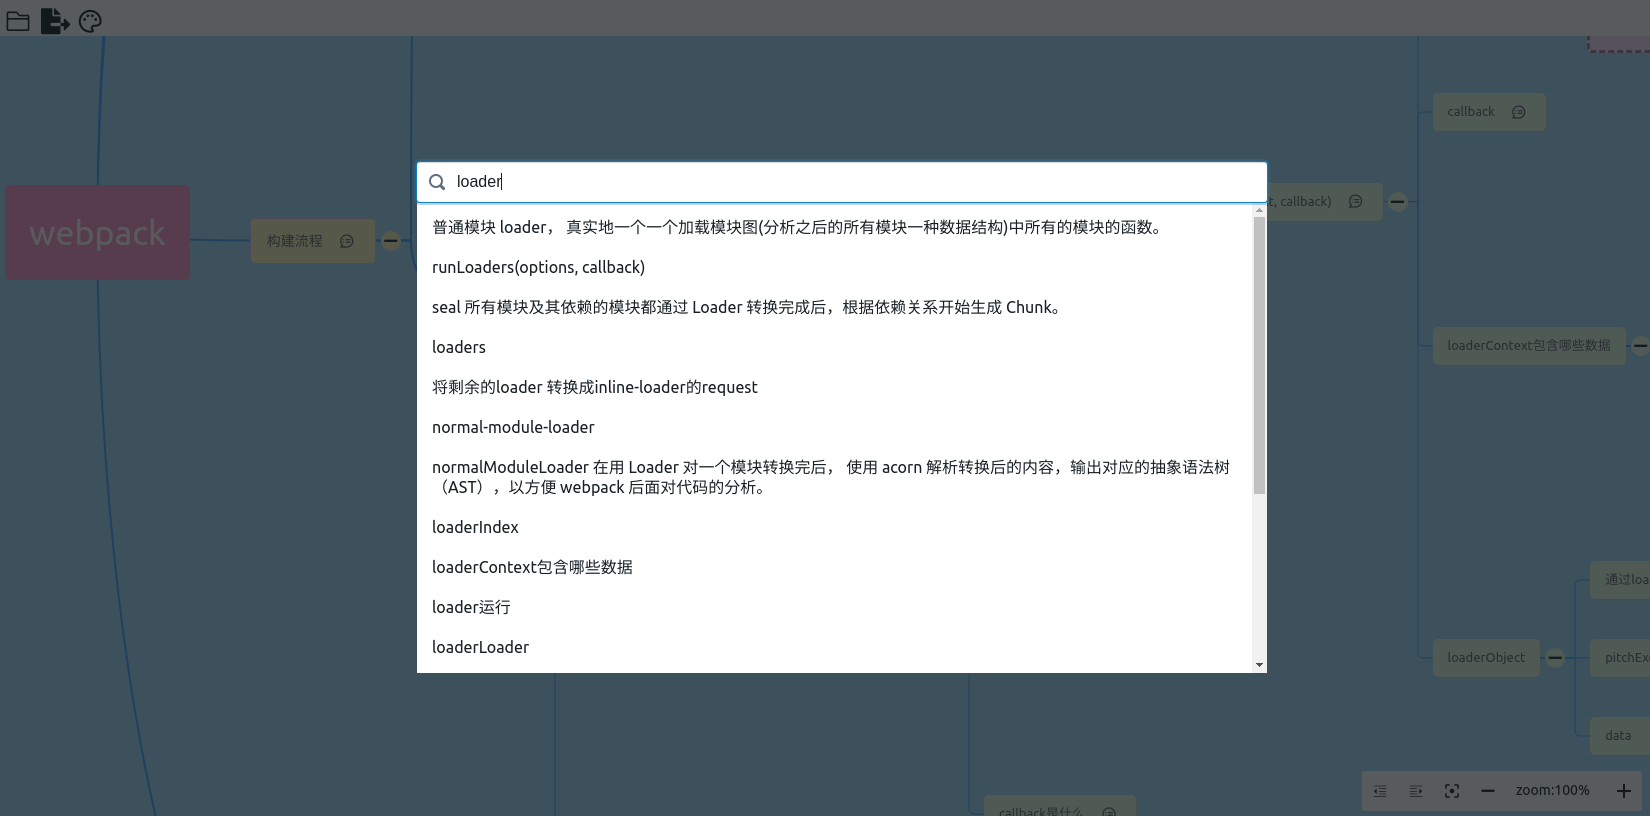 callback
loader
t, callback)
webpack
构建流程
普通模块 loader， 真实地一个一个加载模块图(分析之后的所有模块一种数据结构)中所有的模块的函数。
runLoaders(options, callback)
seal 所有模块及其依赖的模块都通过 Loader 转换完成后，根据依赖关系开始生成 Chunk。
loaders
loaderContext包含哪些数据
将剩余的loader 转换成inline-loader的request
normal-module-loader
normalModuleLoader 在用 Loader 对一个模块转换完后， 使用 acorn 解析转换后的内容，输出对应的抽象语法树
（AST），以方便 webpack 后面对代码的分析。
loaderIndex
loaderContext包含哪些数据
通过loa
loader运行
loaderLoader
loaderObject
pitchExe
data
zoom:100%
callback是什么